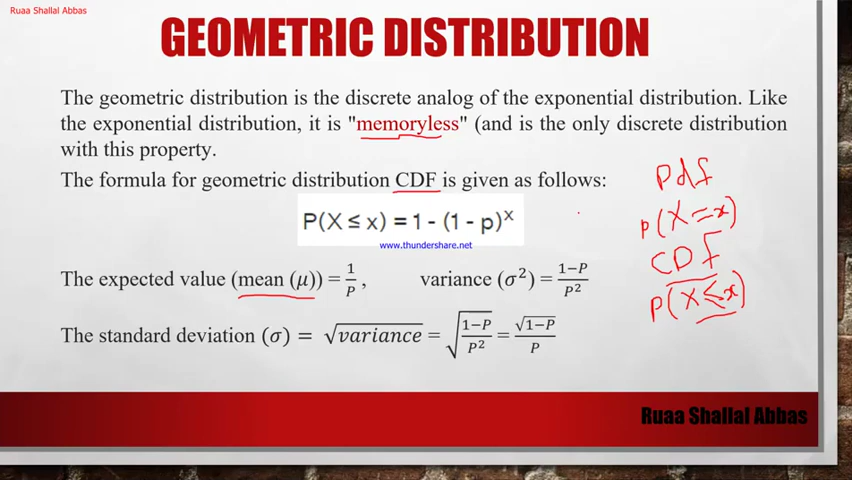 Ruaa Shallal Abbas
GEOMETRIC DISTRIBUTION
The geometric distribution is the discrete analog of the exponential distribution. Like
the exponential distribution, it is "memoryless" (and is the only discrete distribution
with this property.
The formula for geometric distribution CDF is given as follows:
P(X ≤ x) = 1 - (1 - p)^x
www.thundershare.net
The expected value (mean (μ)) = 1/P , variance (σ²) = 1−P/P²
The standard deviation (σ) = √variance = √(1−P/P²) = √1−P/P
Pdf
p(X=x)
CDF
P(X≤x)
Ruaa Shallal Abbas